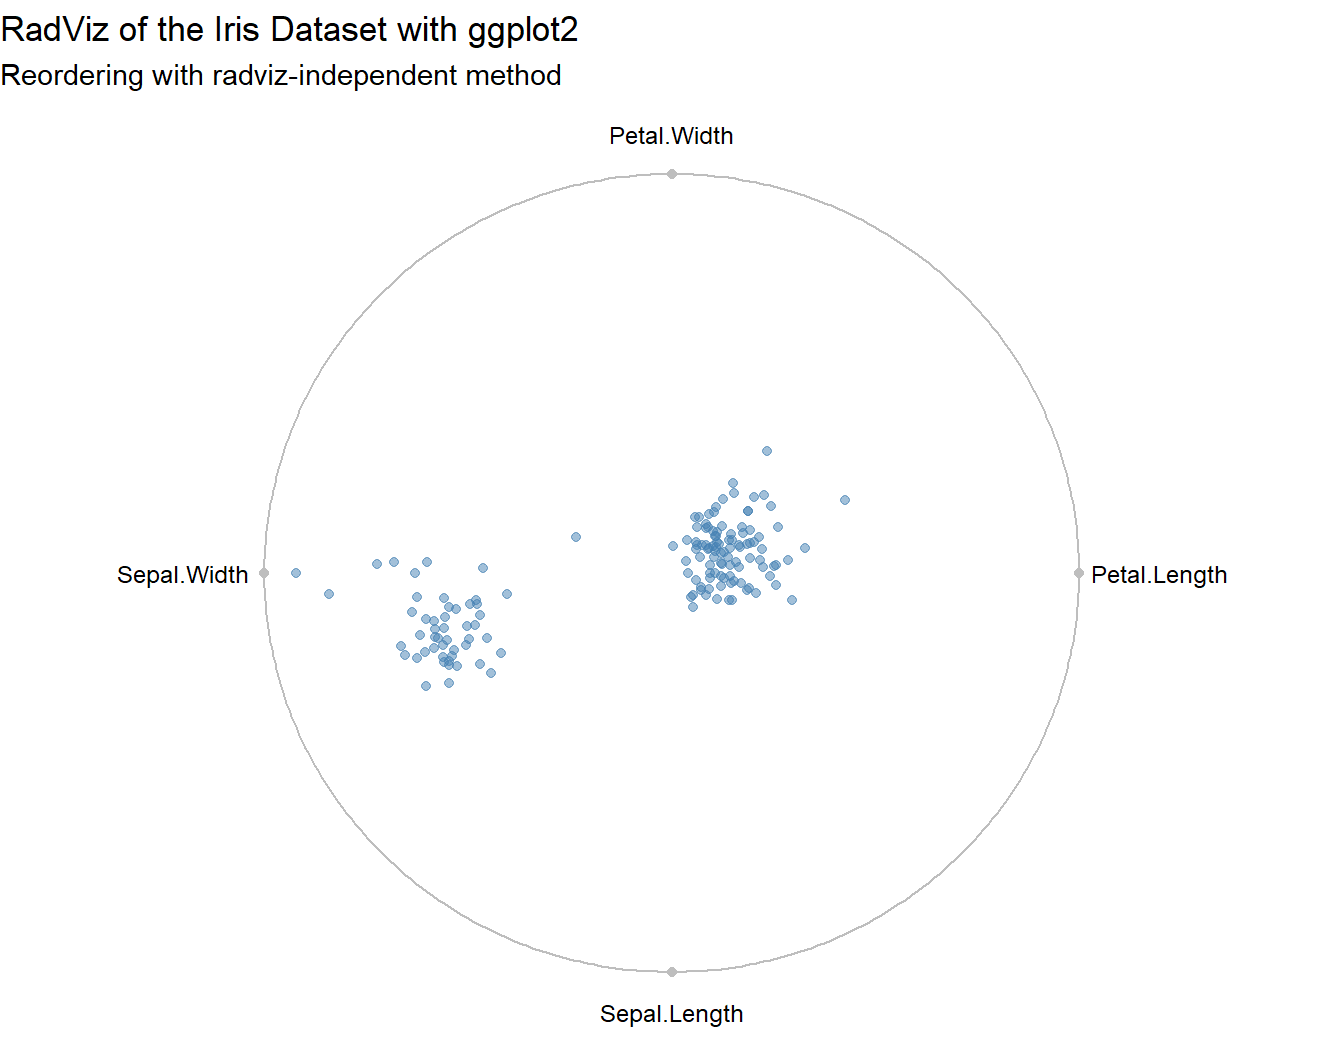 RadViz of the Iris Dataset with ggplot2
Reordering with radviz-independent method
Petal.Width
Sepal.Width
Petal.Length
Sepal.Length